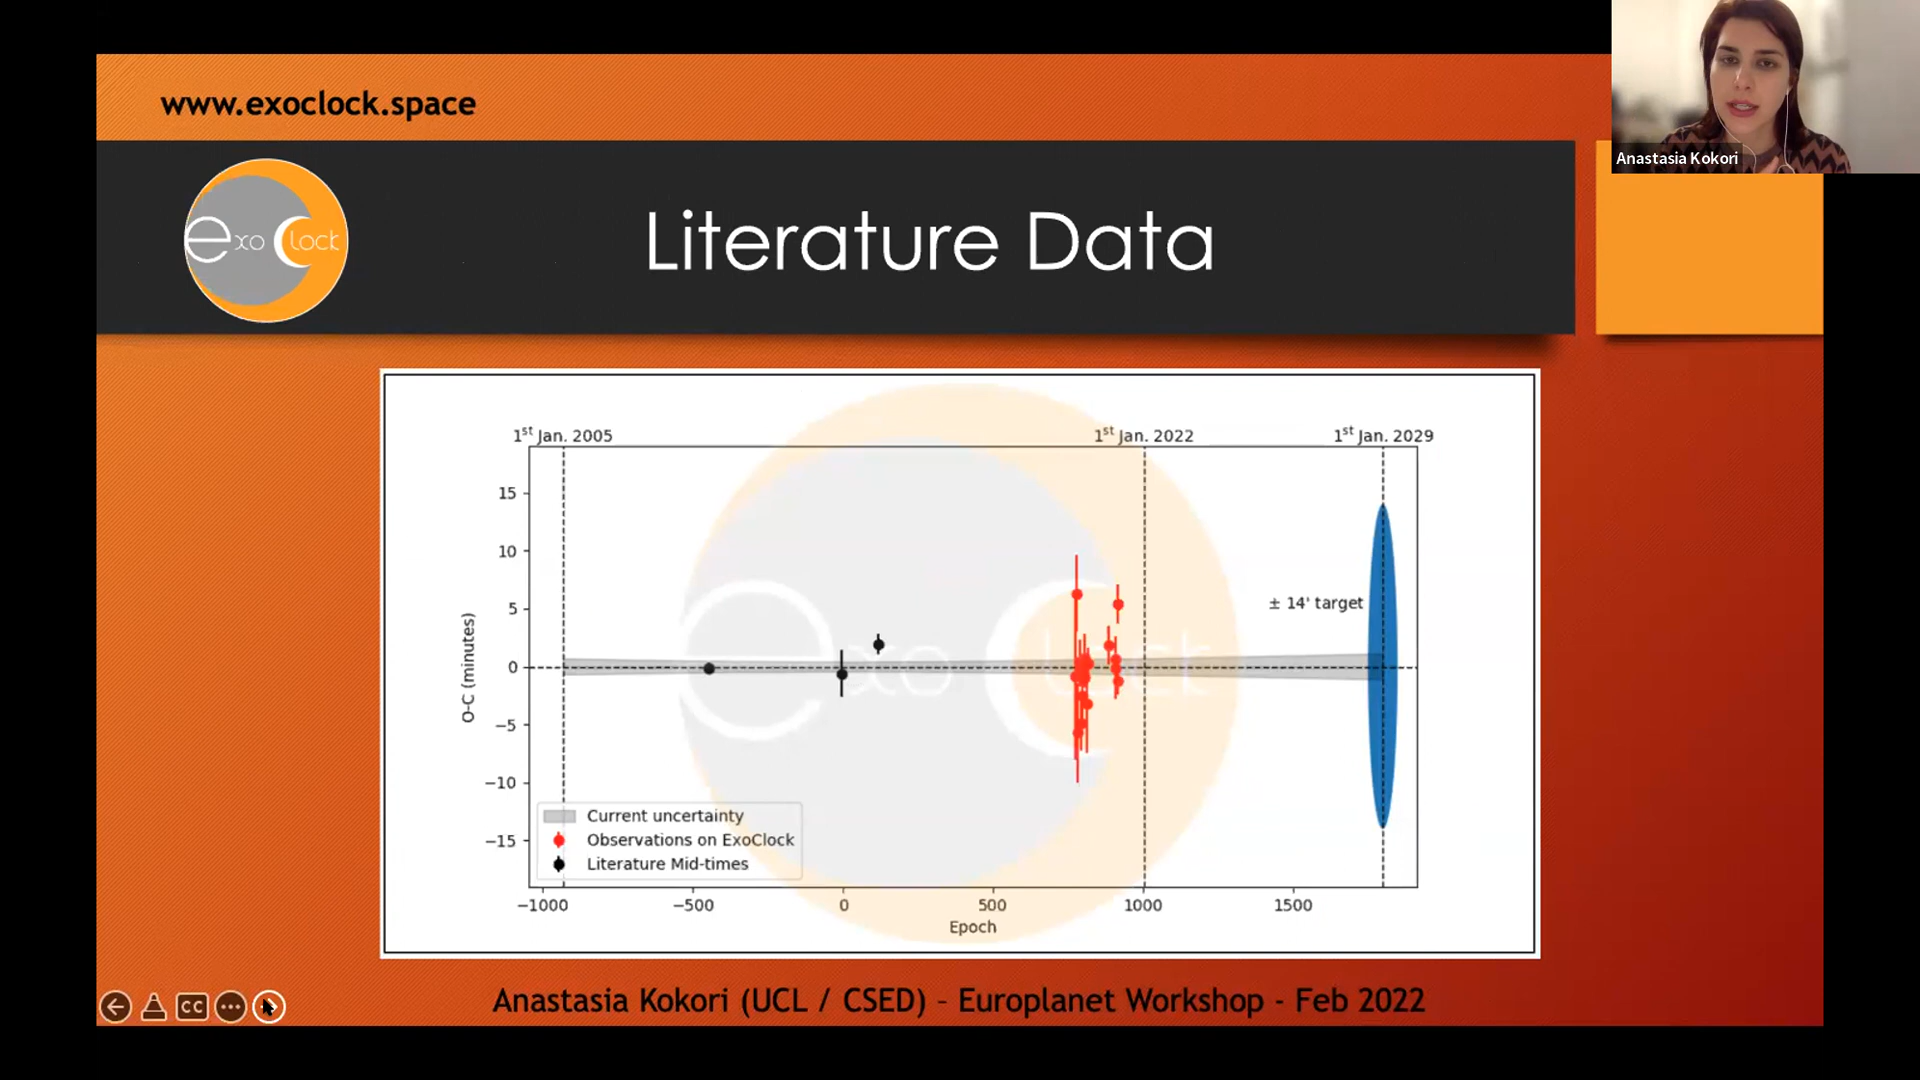 www.exoclock.space
Anastasia Kokori
exo Clock
Literature Data
1st Jan. 2005
1st Jan. 2022
1st Jan. 2029
15
10
5
0
−5
−10
−15
O-C (minutes)
± 14' target
exo Clock
Current uncertainty
Observations on ExoClock
Literature Mid-times
−1000
−500
0
500
1000
1500
Epoch
CC
Anastasia Kokori (UCL / CSED) - Europlanet Workshop - Feb 2022